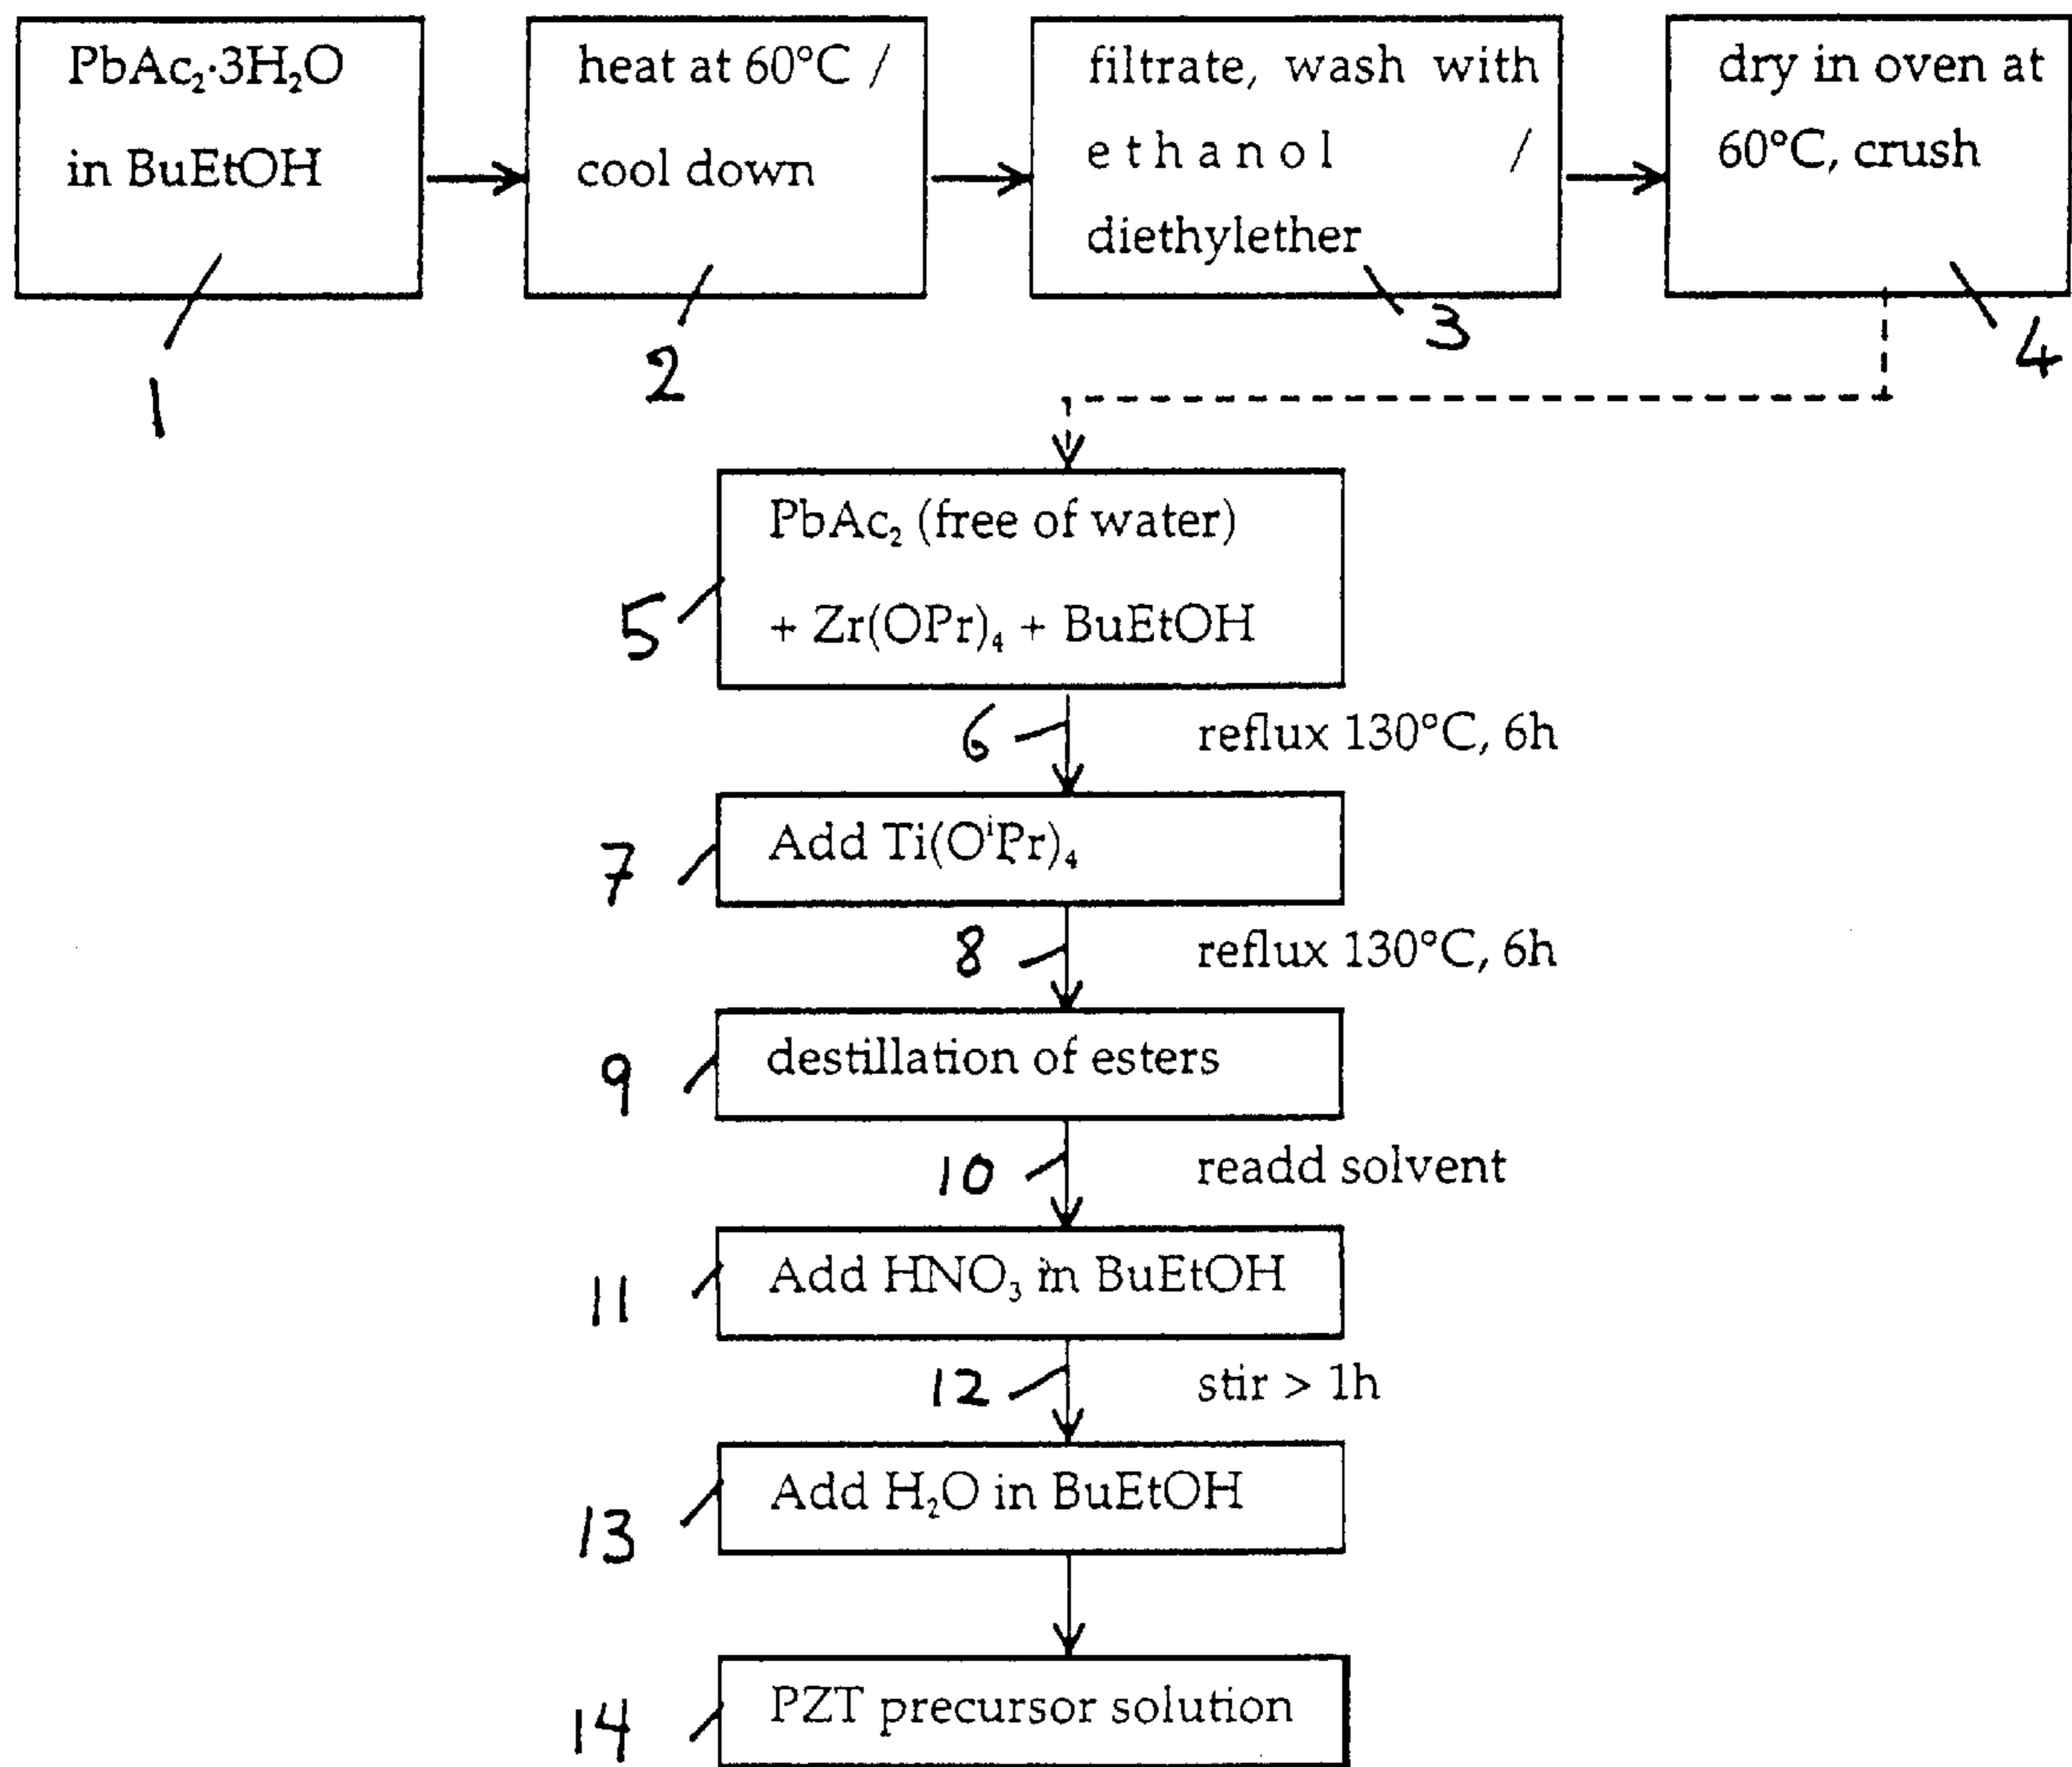 PbAc₂·3H₂O
in BuEtOH
1
heat at 60°C /
cool down
2
filtrate, wash with
ethanol /
diethylether
3
dry in oven at
60°C, crush
4
PbAc₂ (free of water)
+ Zr(OPr)₄ + BuEtOH
5
6
reflux 130°C, 6h
Add Ti(OⁱPr)₄
7
8
reflux 130°C, 6h
destillation of esters
9
10
readd solvent
Add HNO₃ in BuEtOH
11
12
stir > 1h
Add H₂O in BuEtOH
13
PZT precursor solution
14